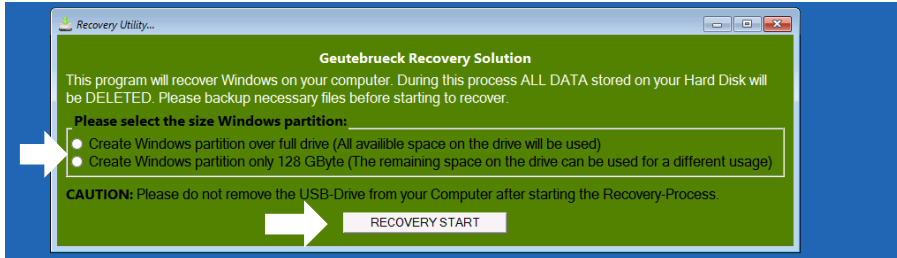 Recovery Utility...
Geutebrueck Recovery Solution
This program will recover Windows on your computer. During this process ALL DATA stored on your Hard Disk will
be DELETED. Please backup necessary files before starting to recover.
Please select the size Windows partition:
Create Windows partition over full drive (All availible space on the drive will be used)
Create Windows partition only 128 GByte (The remaining space on the drive can be used for a different usage)
CAUTION: Please do not remove the USB-Drive from your Computer after starting the Recovery-Process.
RECOVERY START